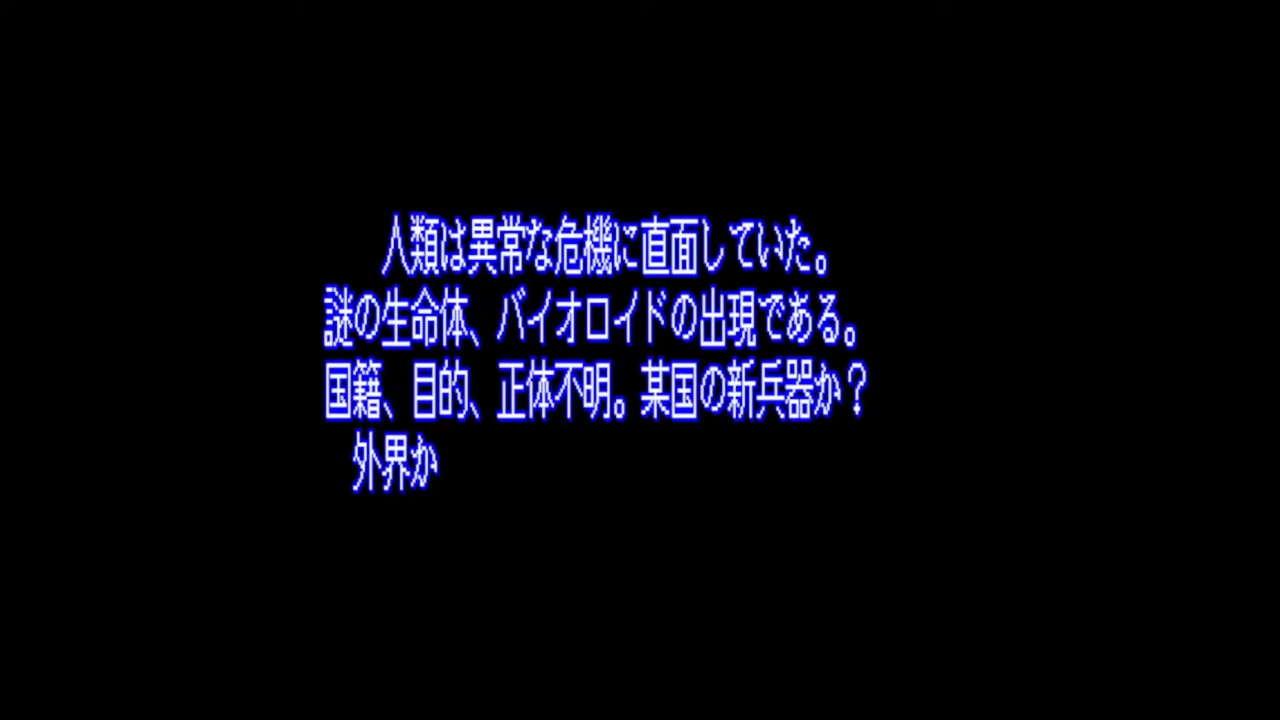 人類は異常な危機に直面していた。
謎の生命体、バイオロイドの出現である。
国籍、目的、正体不明。某国の新兵器か？
外界か